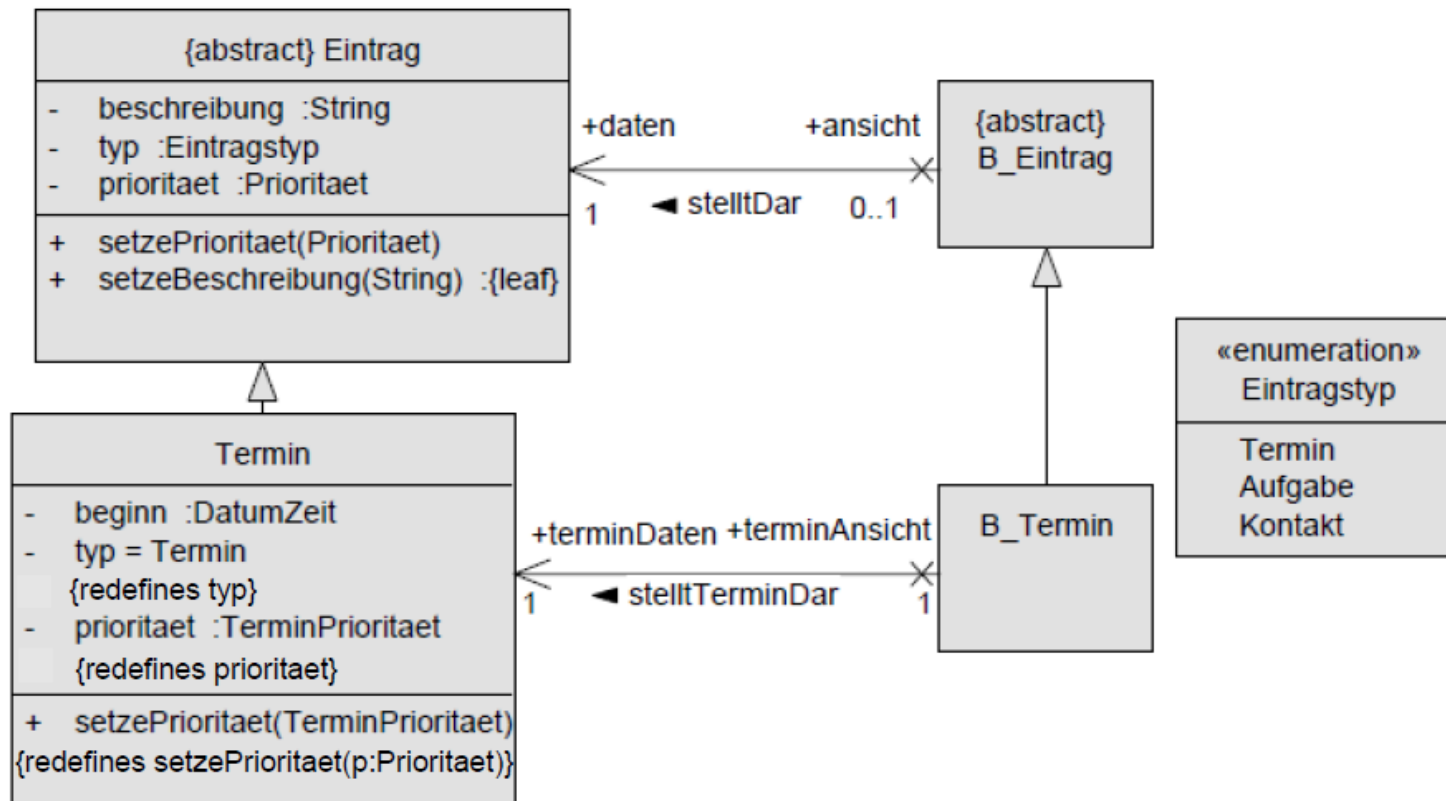 {abstract} Eintrag
- beschreibung :String
- typ :Eintragstyp
- prioritaet :Prioritaet
+ setzePrioritaet(Prioritaet)
+ setzeBeschreibung(String) :{leaf}
+daten
+ansicht
1
◄ stelltDar
0..1
{abstract}
B_Eintrag
«enumeration»
Eintragstyp
Termin
Aufgabe
Kontakt
Termin
- beginn :DatumZeit
- typ = Termin
{redefines typ}
- prioritaet :TerminPrioritaet
{redefines prioritaet}
+ setzePrioritaet(TerminPrioritaet)
{redefines setzePrioritaet(p:Prioritaet)}
+terminDaten
+terminAnsicht
1
◄ stelltTerminDar
1
B_Termin